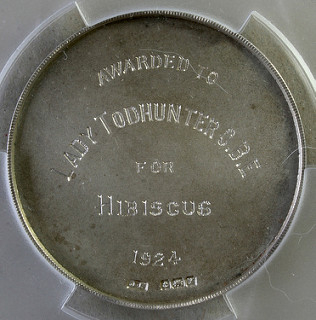 AWARDED TO
LADY TODHUNTER C.B.E
FOR
HIBISCUS
1924